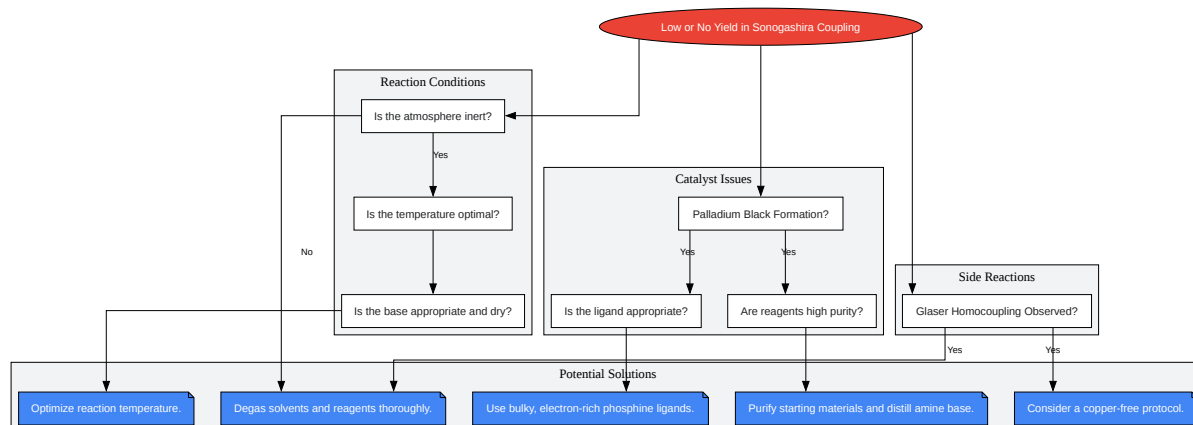 Low or No Yield in Sonogashira Coupling
Reaction Conditions
Is the atmosphere inert?
Yes
Catalyst Issues
Is the temperature optimal?
Palladium Black Formation?
No
Yes
Yes
Side Reactions
Is the base appropriate and dry?
Is the ligand appropriate?
Are reagents high purity?
Glaser Homocoupling Observed?
Yes
Yes
Potential Solutions
Optimize reaction temperature.
Degas solvents and reagents thoroughly.
Use bulky, electron-rich phosphine ligands.
Purify starting materials and distill amine base.
Consider a copper-free protocol.